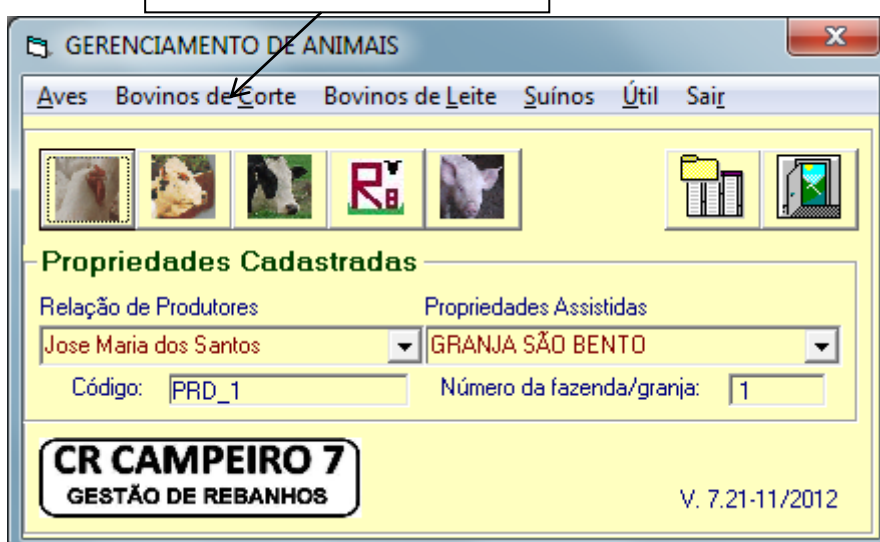 GERENCIAMENTO DE ANIMAIS
Aves Bovinos de Corte Bovinos de Leite Suínos Útil Sair
R8
Propriedades Cadastradas
Relação de Produtores Propriedades Assistidas
Jose Maria dos Santos GRANJA SÃO BENTO
Código: PRD_1 Número da fazenda/granja: 1
CR CAMPEIRO 7
GESTÃO DE REBANHOS
V. 7.21-11/2012